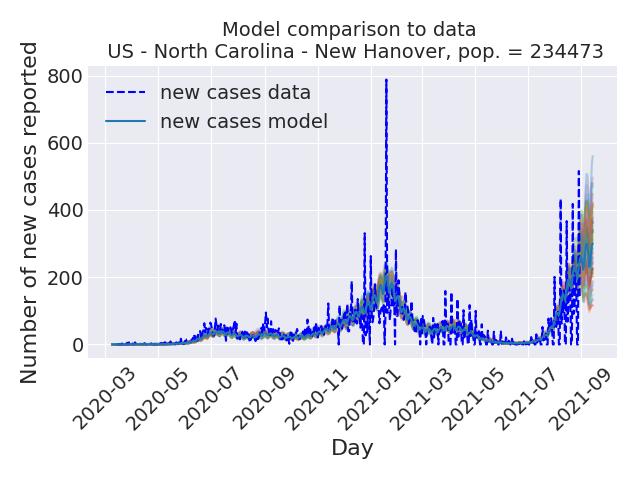 Model comparison to data
US - North Carolina - New Hanover, pop. = 234473
Number of new cases reported
800
600
400
200
0
new cases data
new cases model
2020-03
2020-05
2020-07
2020-09
2020-11
2021-01
2021-03
2021-05
2021-07
2021-09
Day